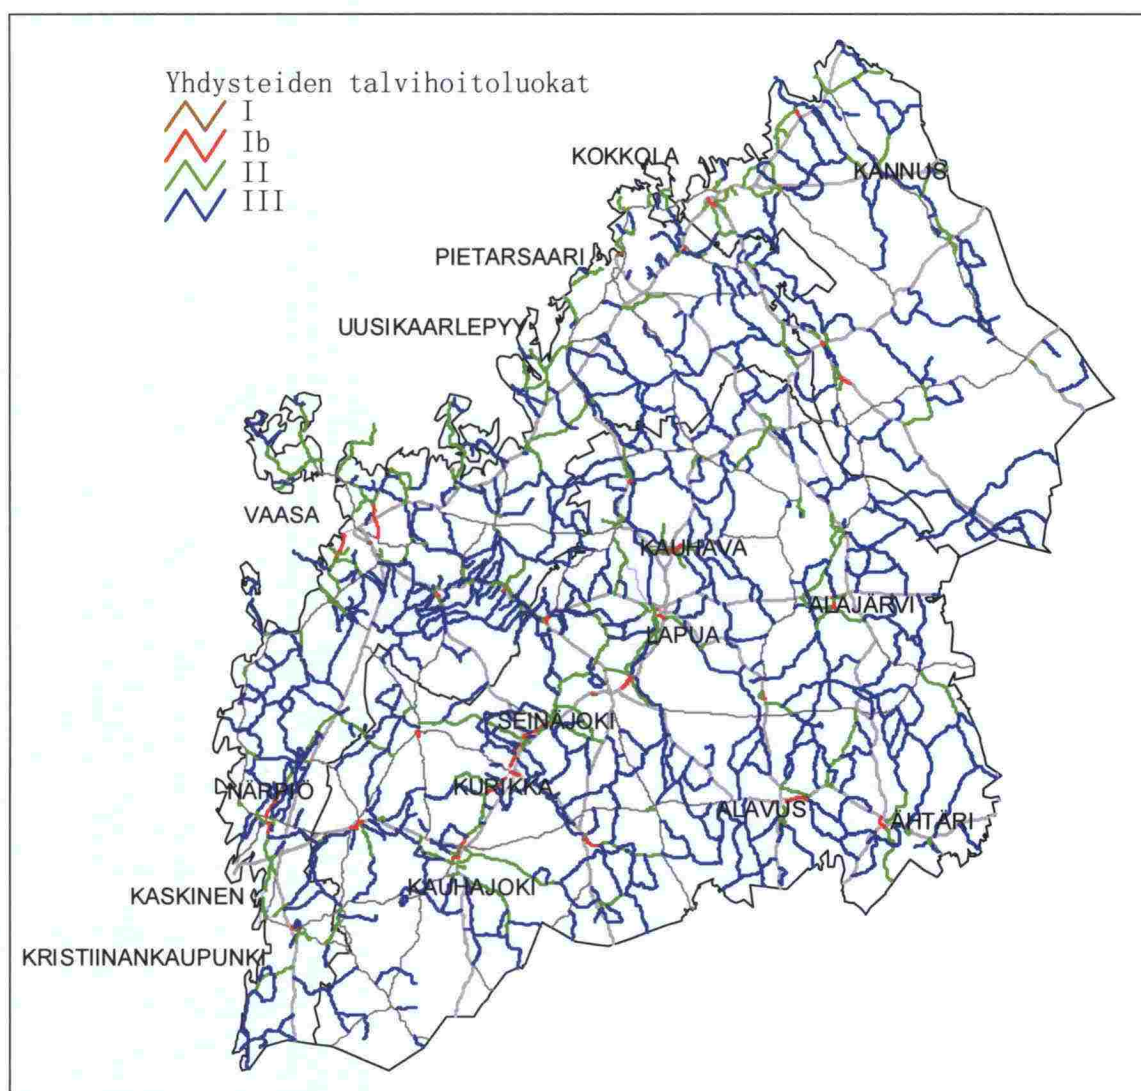 Yhdysteiden talvihoitoluokat
I
Ib
II
III
KOKKOLA
KANNUS
PIETARSAARI
UUSIKAARLEPYY
VAASA
KAUHAVA
ALAJÄRVI
LAPUA
SEINÄJOKI
NÄRPIÖ
KURIKKA
ALAVUS
ÄHTÄRI
KASKINEN
KAUHAJOKI
KRISTIINANKAUPUNKI